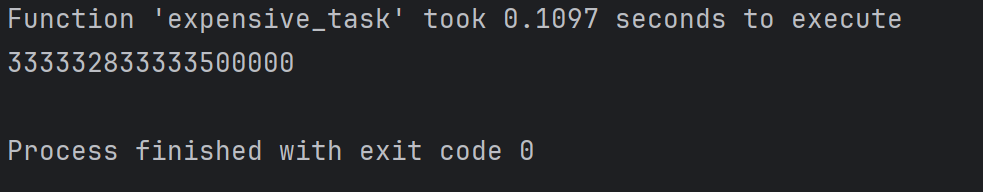 Function 'expensive_task' took 0.1097 seconds to execute
333332833333500000

Process finished with exit code 0